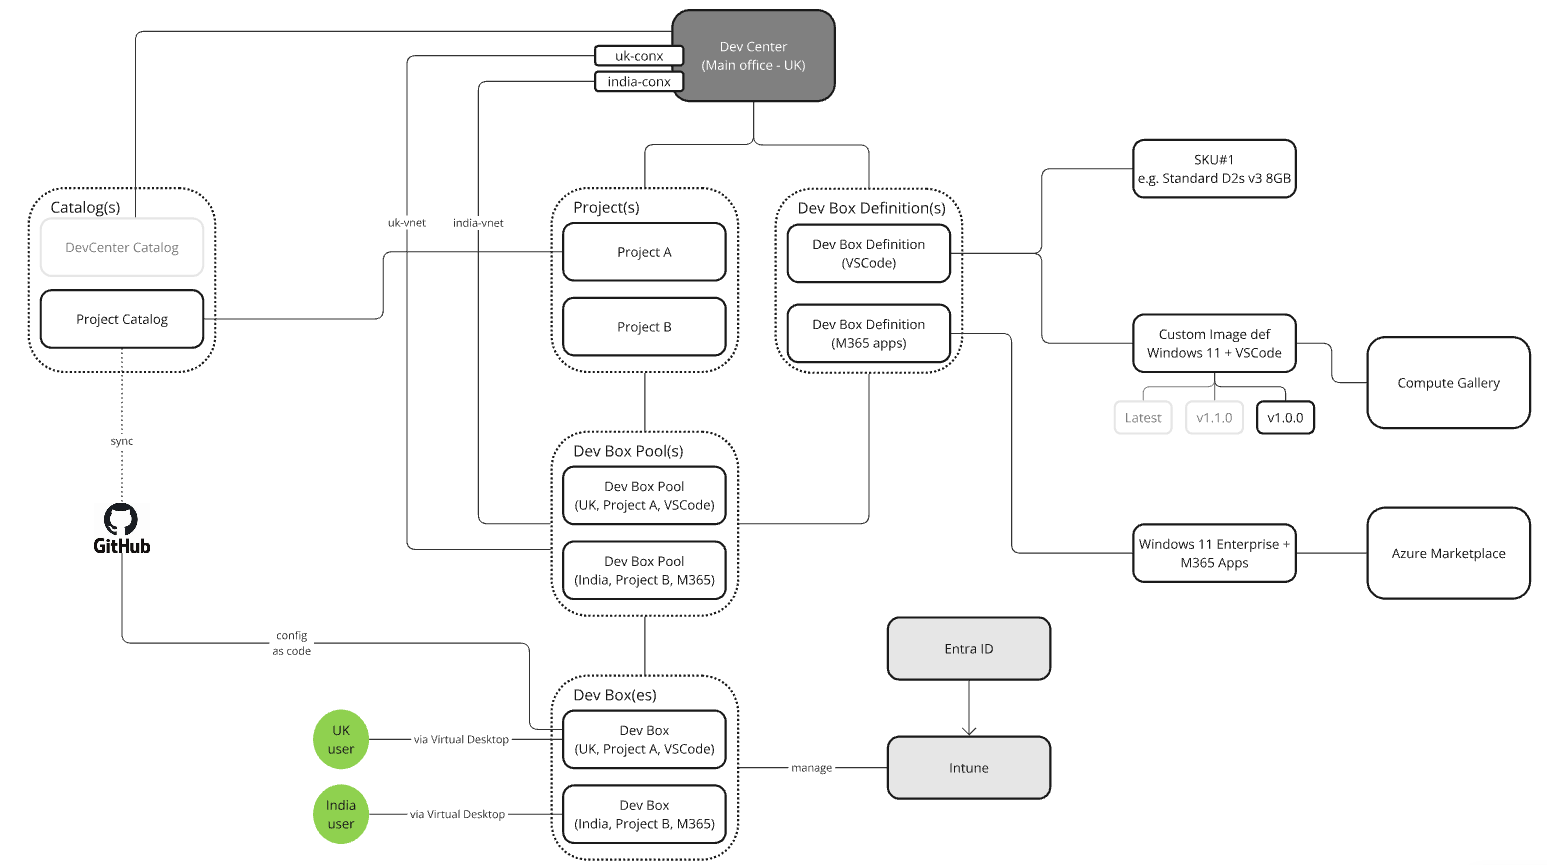 Dev Center
(Main office - UK)
uk-conx
india-conx
Catalog(s)
DevCenter Catalog
Project Catalog
sync
GitHub
config
as code
uk-vnet
india-vnet
Project(s)
Project A
Project B
Dev Box Definition(s)
Dev Box Definition
(VSCode)
Dev Box Definition
(M365 apps)
SKU#1
e.g. Standard D2s v3 8GB
Custom Image def
Windows 11 + VSCode
Latest
v1.1.0
v1.0.0
Compute Gallery
Windows 11 Enterprise +
M365 Apps
Azure Marketplace
Dev Box Pool(s)
Dev Box Pool
(UK, Project A, VSCode)
Dev Box Pool
(India, Project B, M365)
Dev Box(es)
Dev Box
(UK, Project A, VSCode)
Dev Box
(India, Project B, M365)
UK
user
via Virtual Desktop
India
user
via Virtual Desktop
manage
Entra ID
Intune